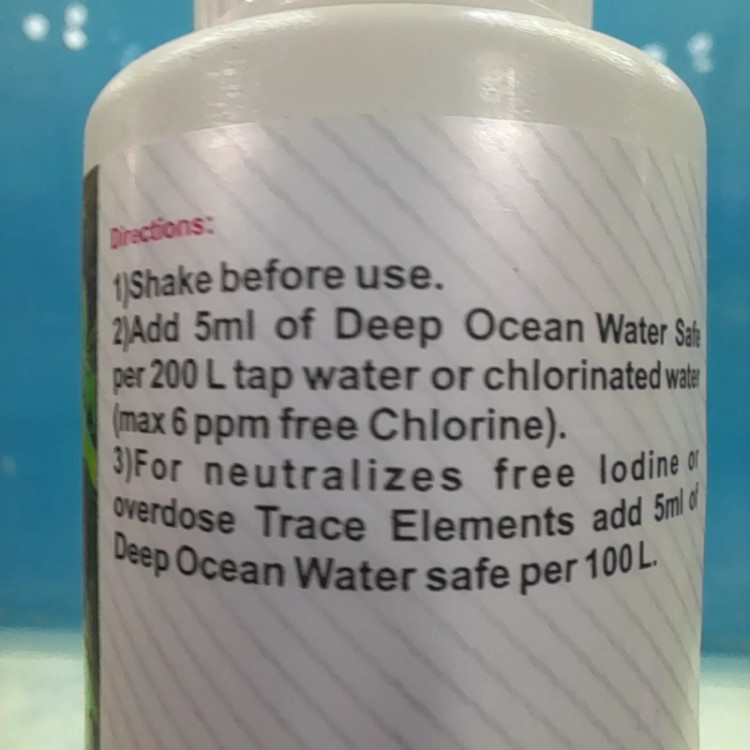 Directions:
1)Shake before use.
2)Add 5ml of Deep Ocean Water Safe
per 200 L tap water or chlorinated water
(max 6 ppm free Chlorine).
3)For neutralizes free Iodine or
overdose Trace Elements add 5ml of
Deep Ocean Water safe per 100 L.